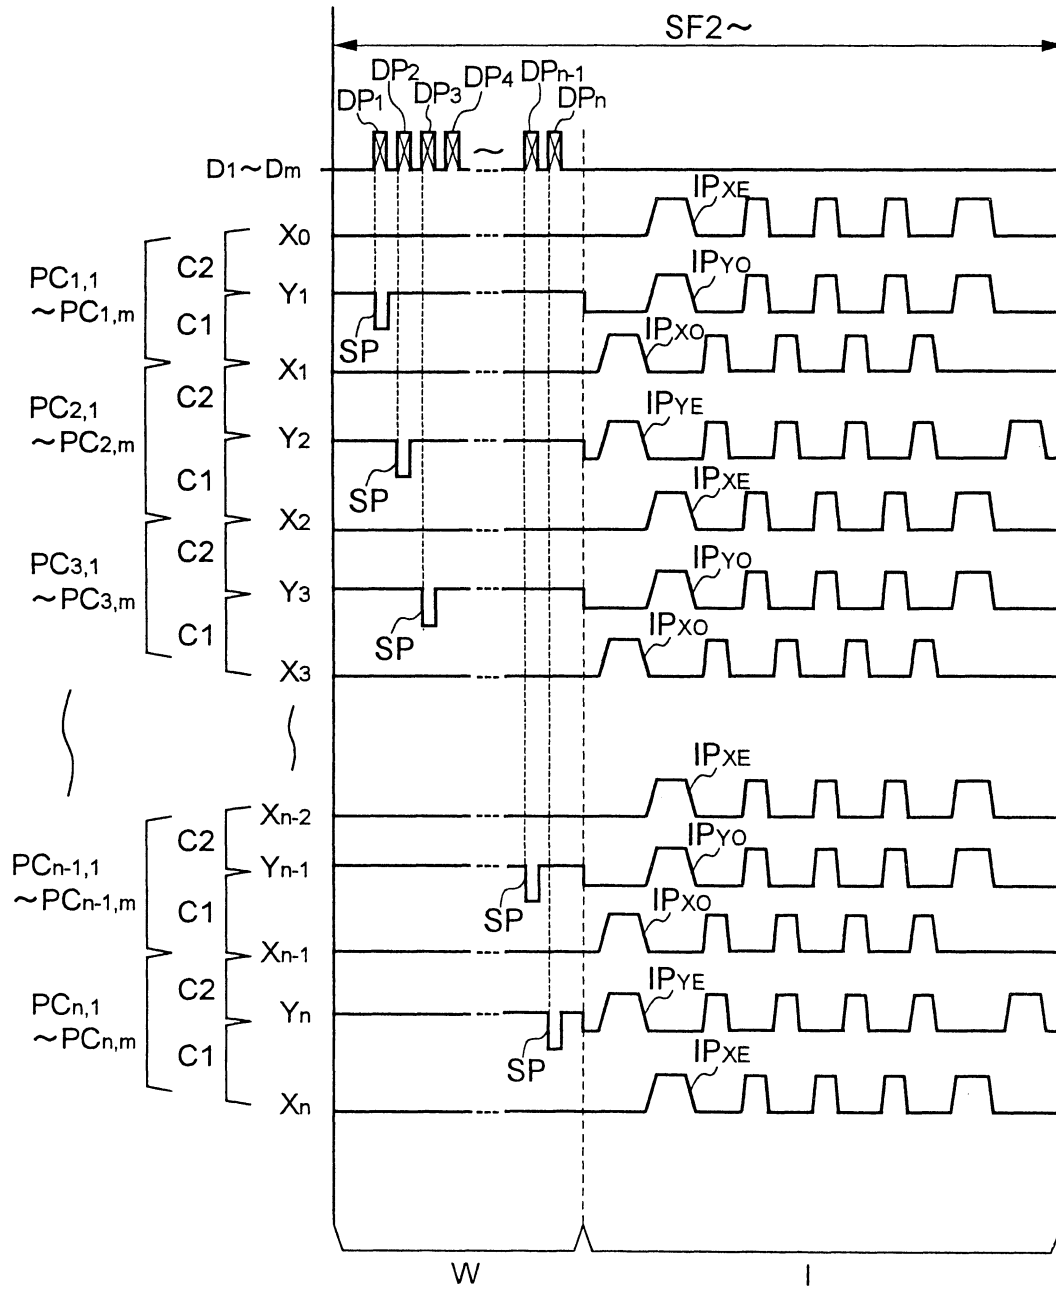 SF2~
DP1 DP2 DP3 DP4 DPn-1 DPn
D1~Dm
X0 IPXE
PC1,1
~PC1,m
C2
Y1 IPYO
C1
SP
X1 IPXO
PC2,1
~PC2,m
C2
Y2 IPYE
C1
SP
X2 IPXE
PC3,1
~PC3,m
C2
Y3 IPYO
C1
SP
X3 IPXO
Xn-2 IPXE
PCn-1,1
~PCn-1,m
C2
Yn-1 IPYO
C1
SP
Xn-1 IPXO
PCn,1
~PCn,m
C2
Yn IPYE
C1
SP
Xn IPXE
W I